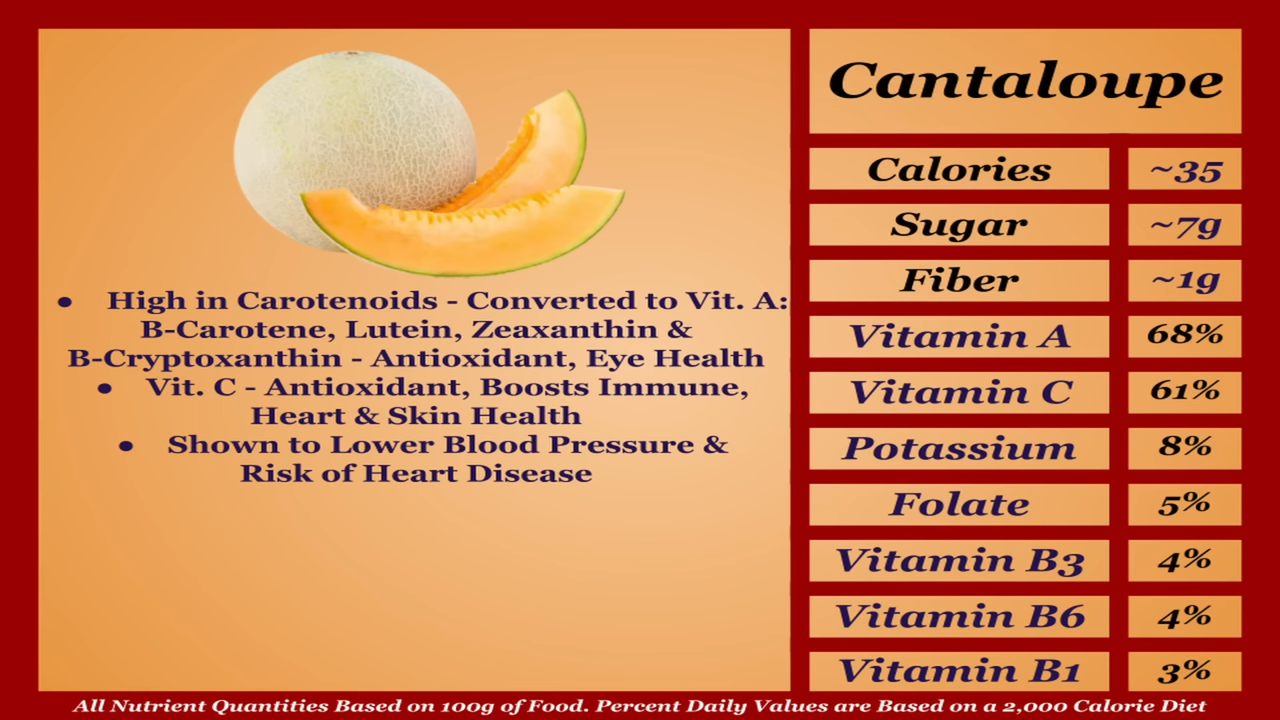 Cantaloupe
Calories ~35
Sugar ~7g
Fiber ~1g
Vitamin A 68%
Vitamin C 61%
Potassium 8%
Folate 5%
Vitamin B3 4%
Vitamin B6 4%
Vitamin B1 3%
● High in Carotenoids - Converted to Vit. A:
B-Carotene, Lutein, Zeaxanthin &
B-Cryptoxanthin - Antioxidant, Eye Health
● Vit. C - Antioxidant, Boosts Immune,
Heart & Skin Health
● Shown to Lower Blood Pressure &
Risk of Heart Disease
All Nutrient Quantities Based on 100g of Food. Percent Daily Values are Based on a 2,000 Calorie Diet